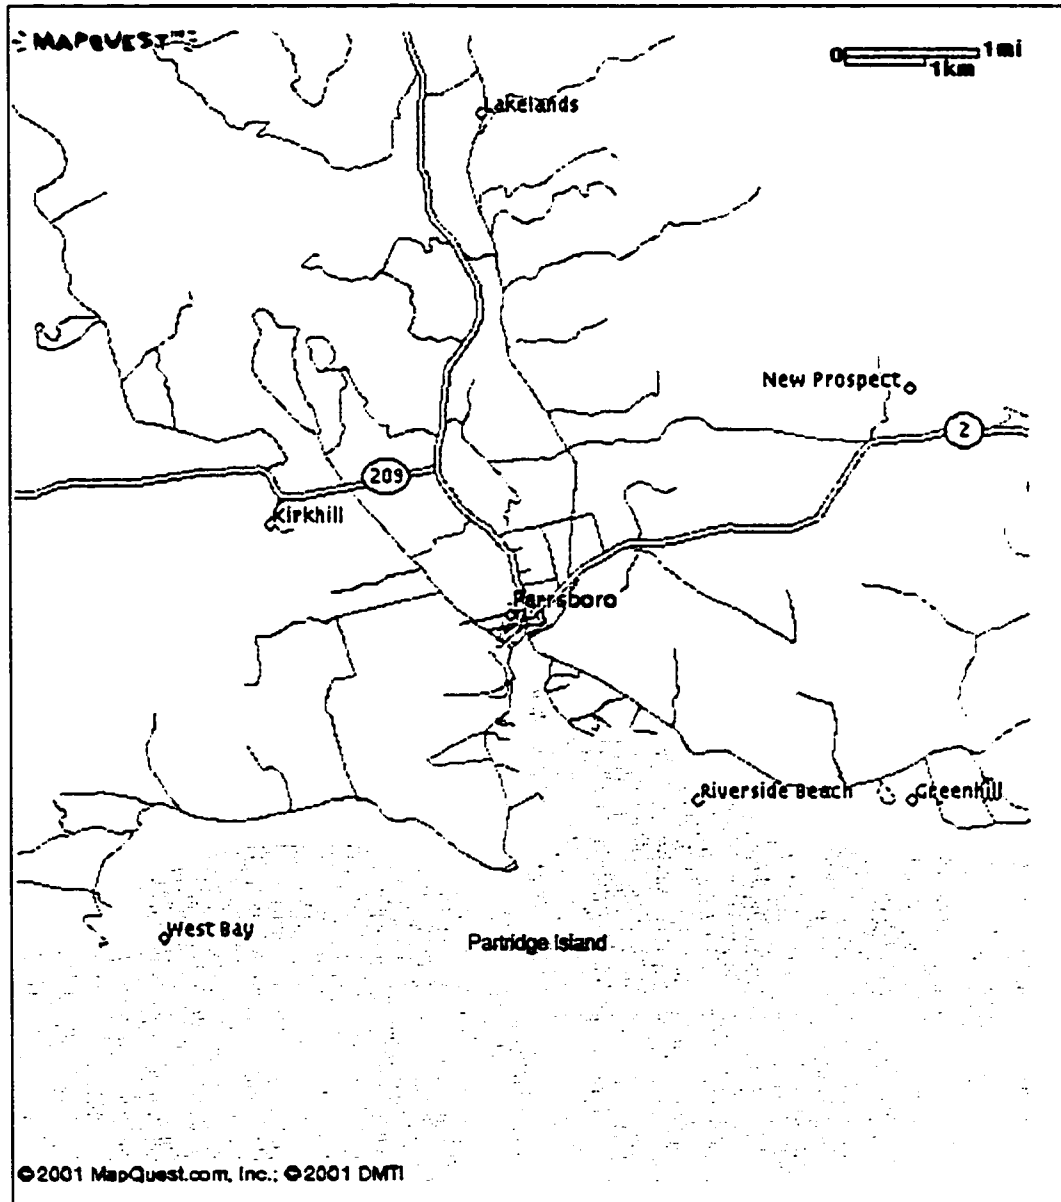 MAPQUEST™
0 1mi
1km
Lakelands
New Prospect
2
209
Kirkhill
Parrsboro
Riverside Beach
Greenhill
West Bay
Partridge Island
©2001 MapQuest.com, Inc.; ©2001 DMTI